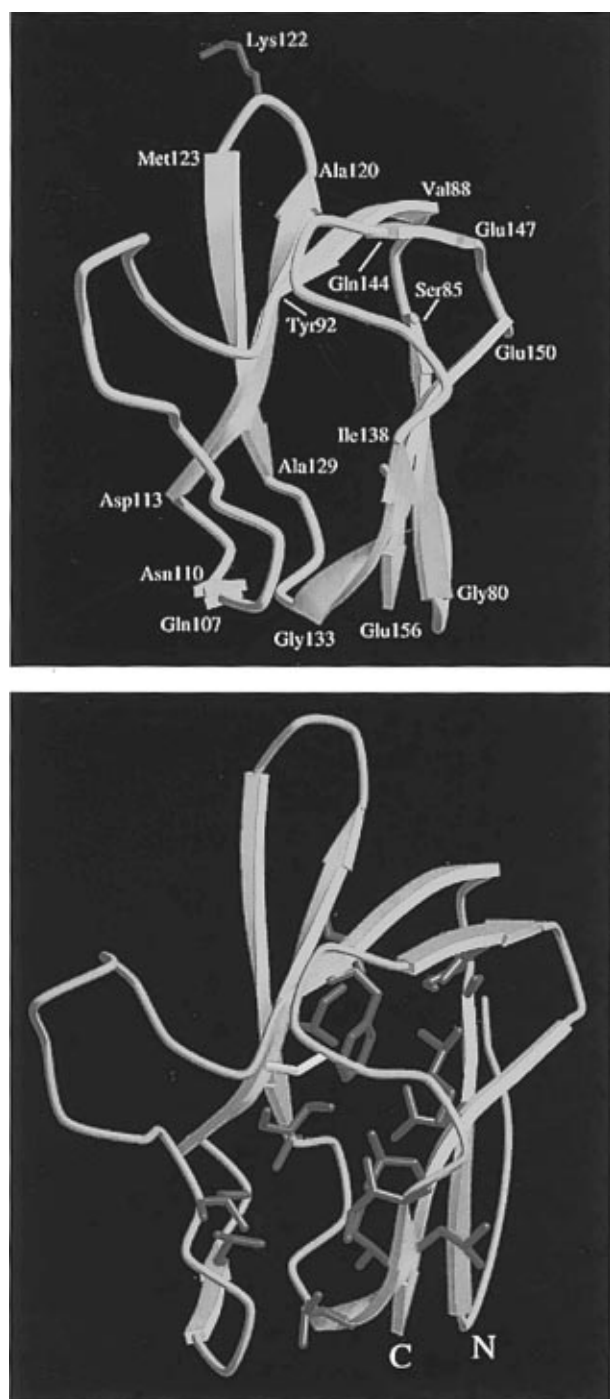 Lys122
Met123
Ala120
Val88
Glu147
Gln144
Ser85
Tyr92
Glu150
Ile138
Ala129
Asp113
Asn110
Gln107
Gly133
Glu156
Gly80
C
N